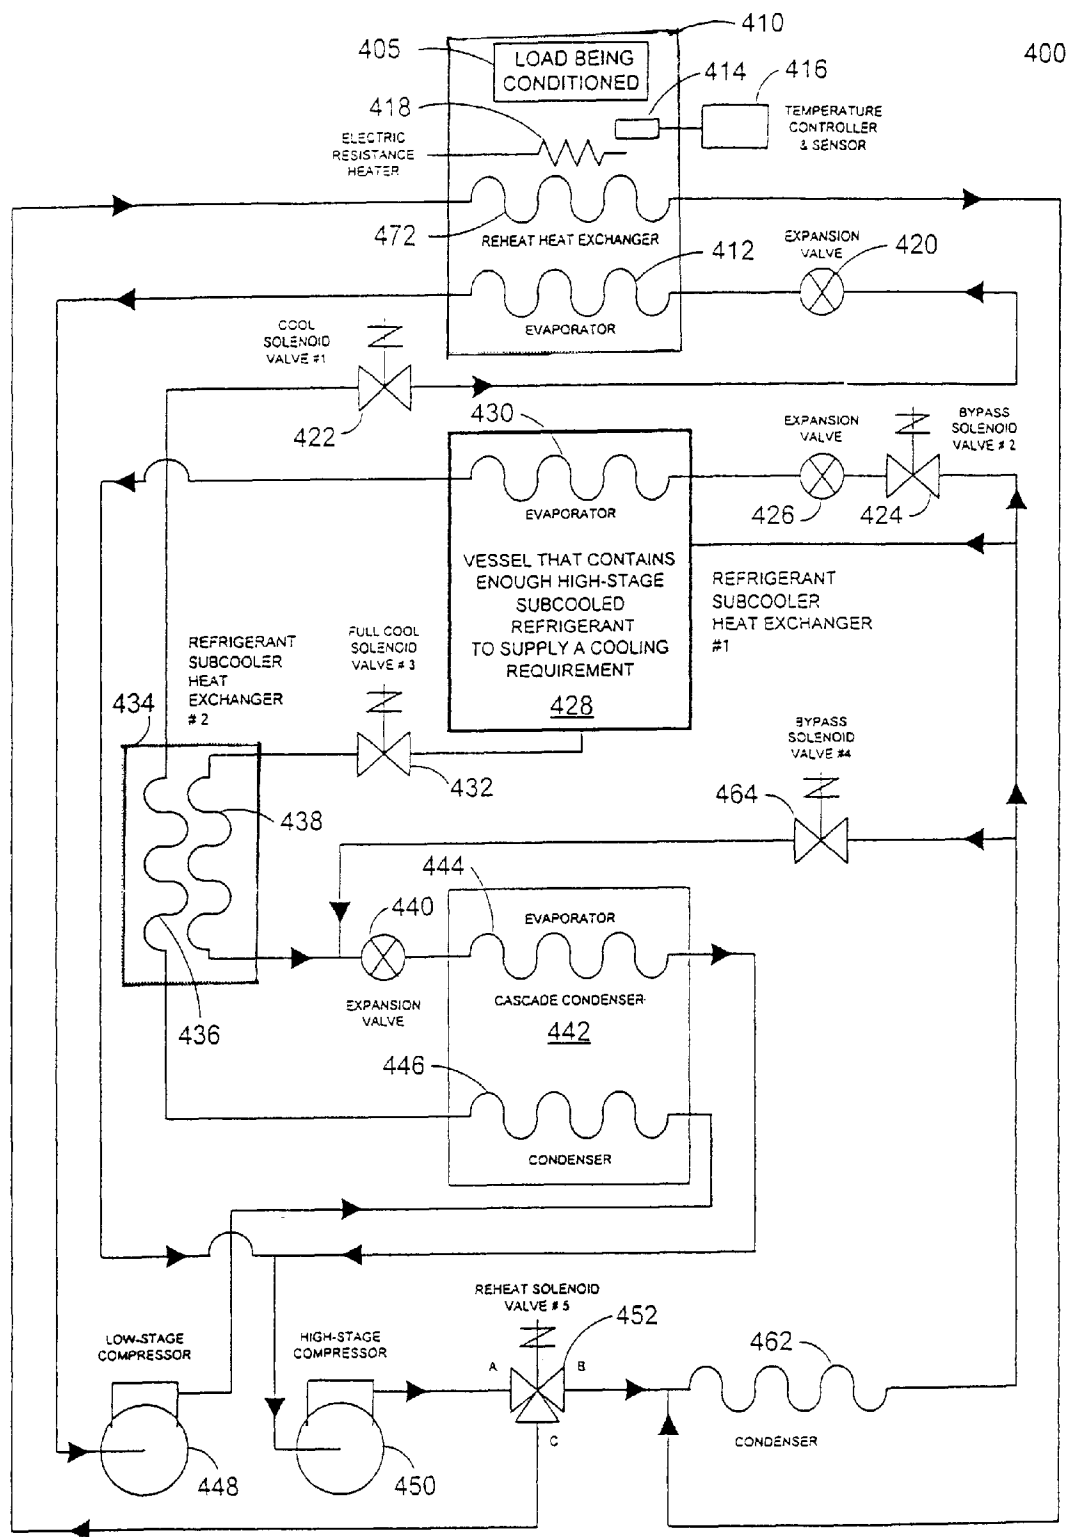 410
405
LOAD BEING
CONDITIONED
400
414
416
418
TEMPERATURE
CONTROLLER
& SENSOR
ELECTRIC
RESISTANCE
HEATER
472
REHEAT HEAT EXCHANGER
412
EXPANSION
VALVE
420
EVAPORATOR
COOL
SOLENOID
VALVE #1
422
430
EXPANSION
VALVE
BYPASS
SOLENOID
VALVE # 2
426
424
EVAPORATOR
VESSEL THAT CONTAINS
ENOUGH HIGH-STAGE
SUBCOOLED
REFRIGERANT
TO SUPPLY A COOLING
REQUIREMENT
428
REFRIGERANT
SUBCOOLER
HEAT EXCHANGER
#1
FULL COOL
SOLENOID
VALVE # 3
REFRIGERANT
SUBCOOLER
HEAT
EXCHANGER
# 2
434
432
BYPASS
SOLENOID
VALVE #4
464
438
444
440
EVAPORATOR
EXPANSION
VALVE
CASCADE CONDENSER
442
436
446
CONDENSER
REHEAT SOLENOID
VALVE # 5
452
LOW-STAGE
COMPRESSOR
HIGH-STAGE
COMPRESSOR
A
B
462
C
CONDENSER
448
450